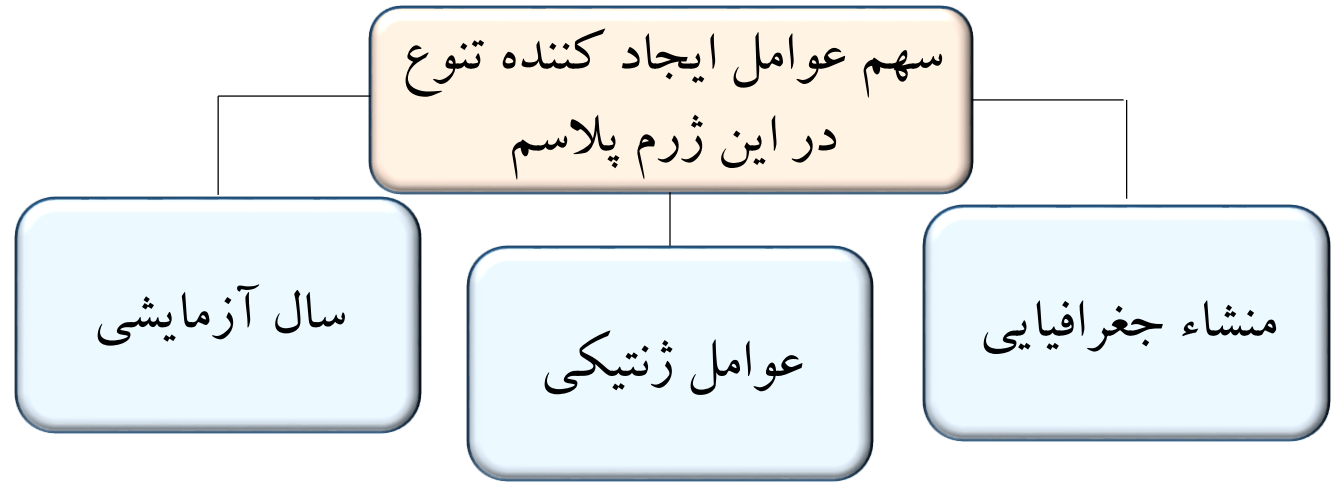 سهم عوامل ایجاد کننده تنوع
در این ژرم پلاسم
منشاء جغرافیایی
عوامل ژنتیکی
سال آزمایشی